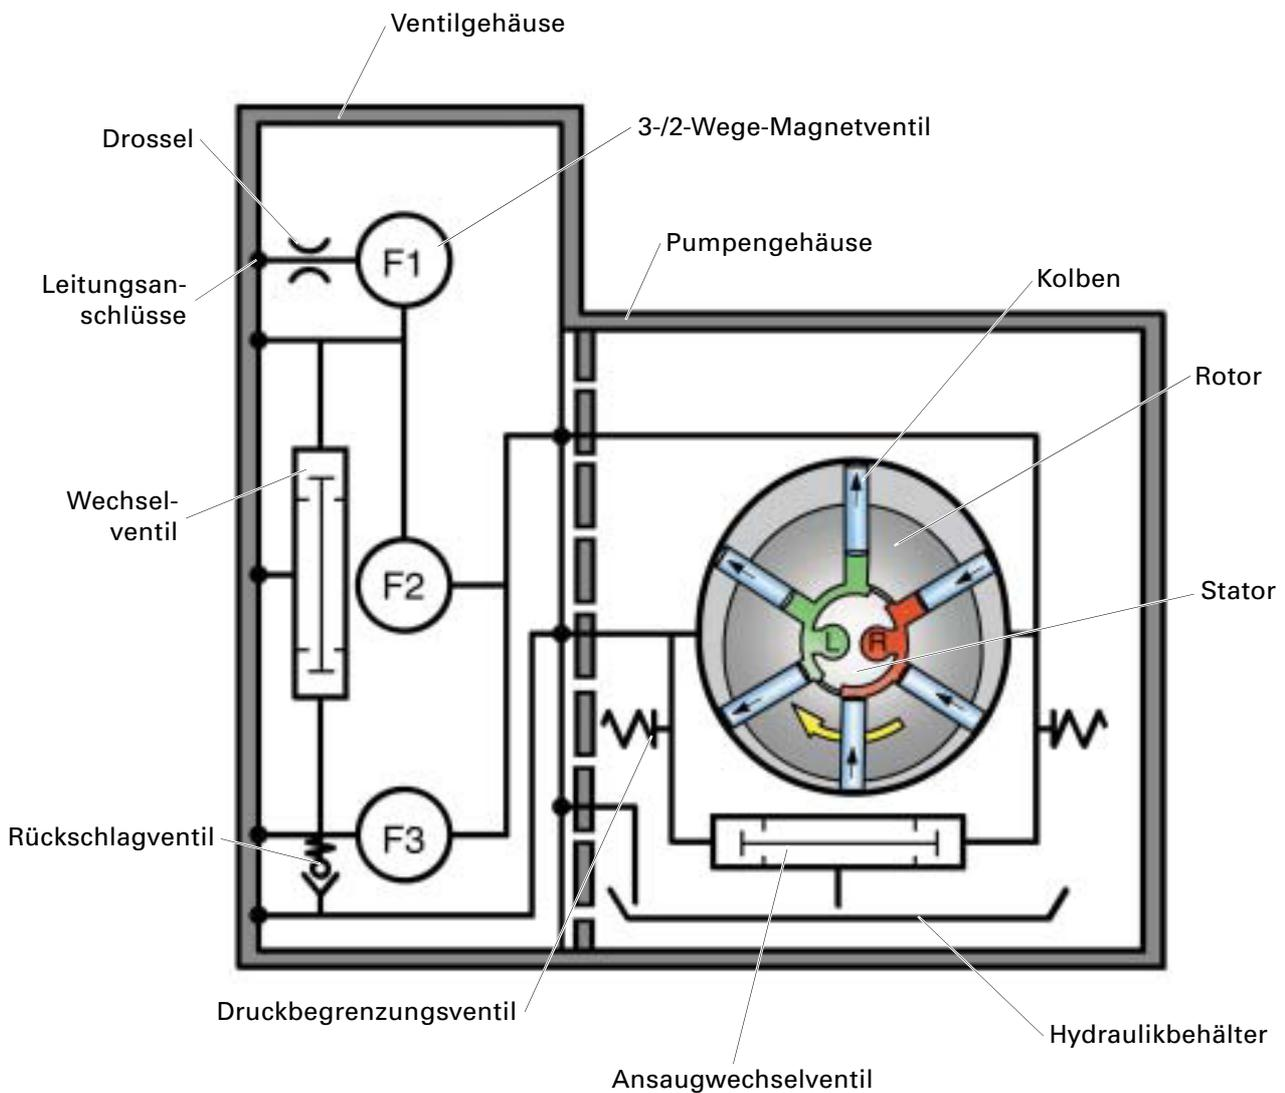 Ventilgehäuse
3-/2-Wege-Magnetventil
Drossel
Pumpengehäuse
F1
Kolben
Leitungsan-
schlüsse
Rotor
Wechsel-
ventil
F2
Stator
L
R
Rückschlagventil
F3
Druckbegrenzungsventil
Hydraulikbehälter
Ansaugwechselventil